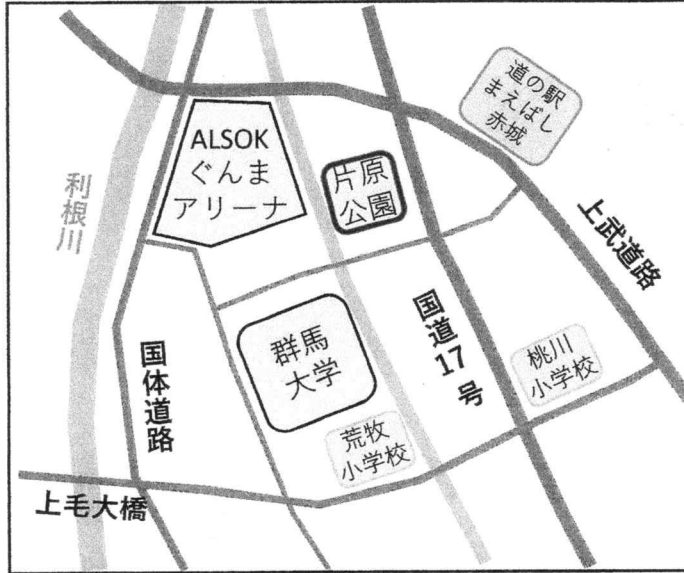 道の駅
まえばし
赤城
ALSOK
ぐんま
アリーナ
片原
公園
利根川
上武道路
国道17号
群馬
大学
桃川
小学校
国体道路
荒牧
小学校
上毛大橋